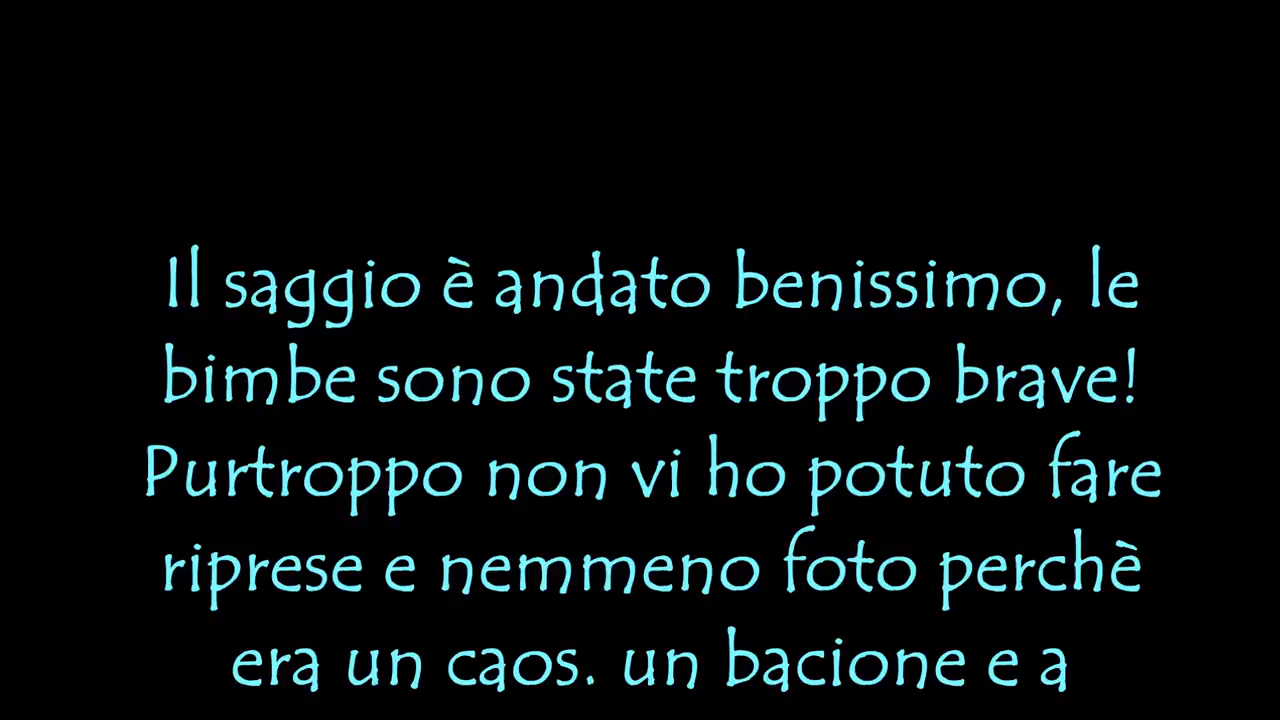 Il saggio è andato benissimo, le
bimbe sono state troppo brave!
Purtroppo non vi ho potuto fare
riprese e nemmeno foto perchè
era un caos. un bacione e a